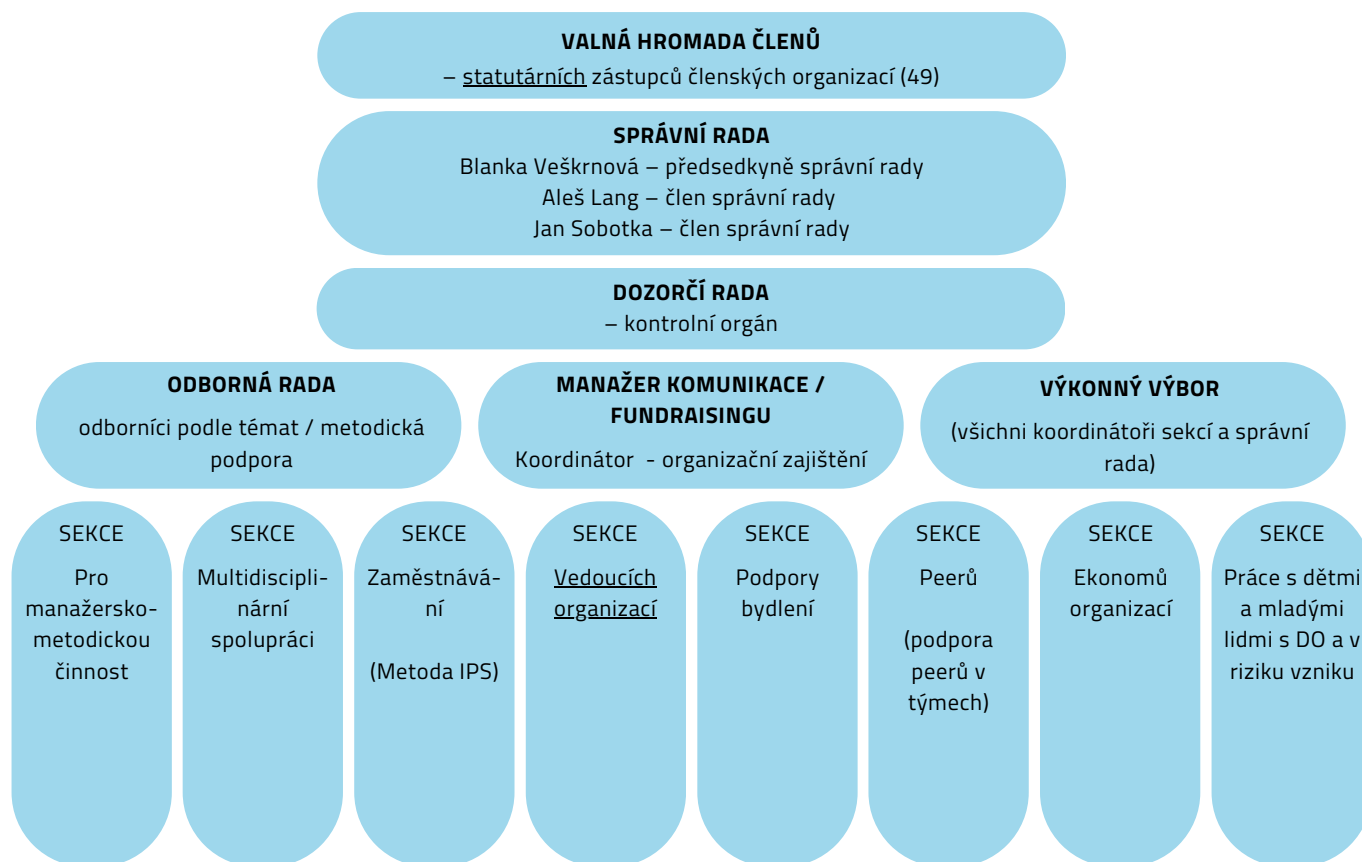 VALNÁ HROMADA ČLENŮ
– statutárních zástupců členských organizací (49)
SPRÁVNÍ RADA
Blanka Veškrnová – předsedkyně správní rady
Aleš Lang – člen správní rady
Jan Sobotka – člen správní rady
DOZORČÍ RADA
– kontrolní orgán
ODBORNÁ RADA
odborníci podle témat / metodická
podpora
MANAŽER KOMUNIKACE /
FUNDRAISINGU
Koordinátor - organizační zajištění
VÝKONNÝ VÝBOR
(všichni koordinátoři sekcí a správní
rada)
SEKCE
Pro
manažersko-
metodickou
činnost
SEKCE
Multidiscipli-
nární
spolupráci
SEKCE
Zaměstnává-
ní
(Metoda IPS)
SEKCE
Vedoucích
organizací
SEKCE
Podpory
bydlení
SEKCE
Peerů
(podpora
peerů v
týmech)
SEKCE
Ekonomů
organizací
SEKCE
Práce s dětmi
a mladými
lidmi s DO a v
riziku vzniku